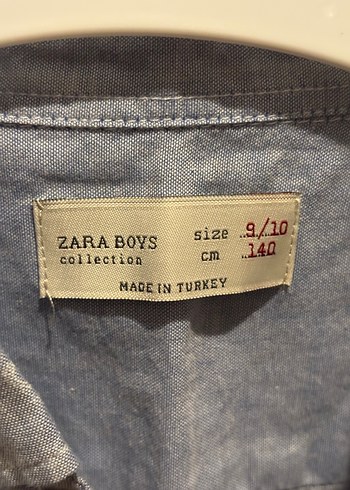 ZARA BOYS size 9/10
collection cm 140
MADE IN TURKEY